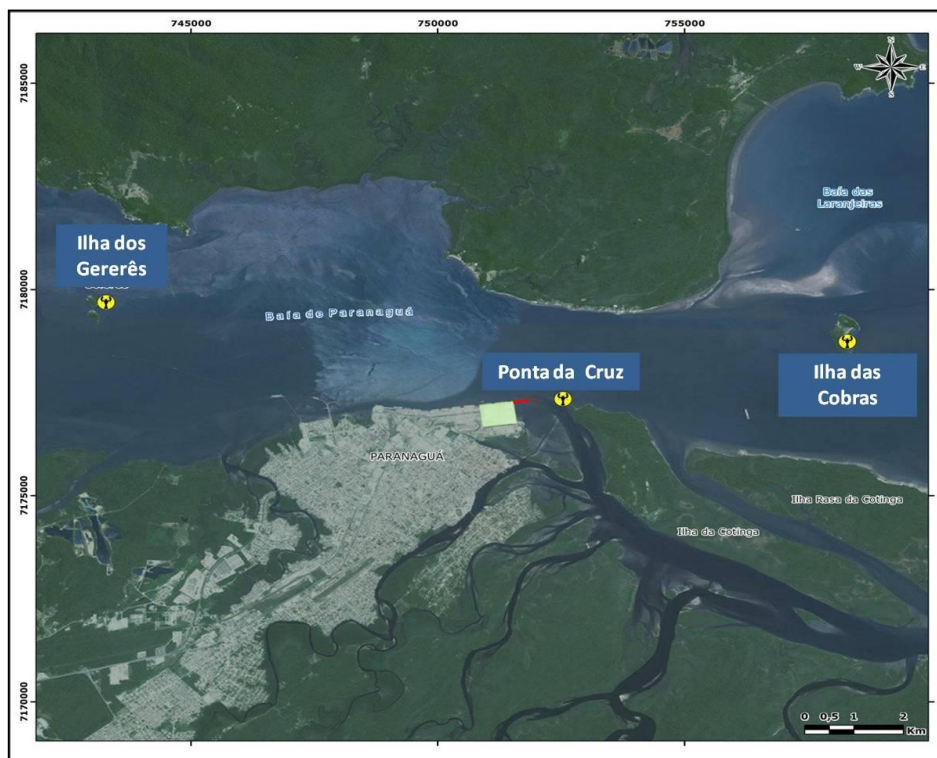 745000
750000
755000
7185000
N
W
E
S
Baía das
Laranjeiras
Ilha dos
Gererês
7180000
Baía de Paranaguá
Ponta da Cruz
Ilha das
Cobras
PARANAGUÁ
7175000
Ilha Rasa da Cotinga
Ilha da Cotinga
7170000
0 0,5 1 2
Km